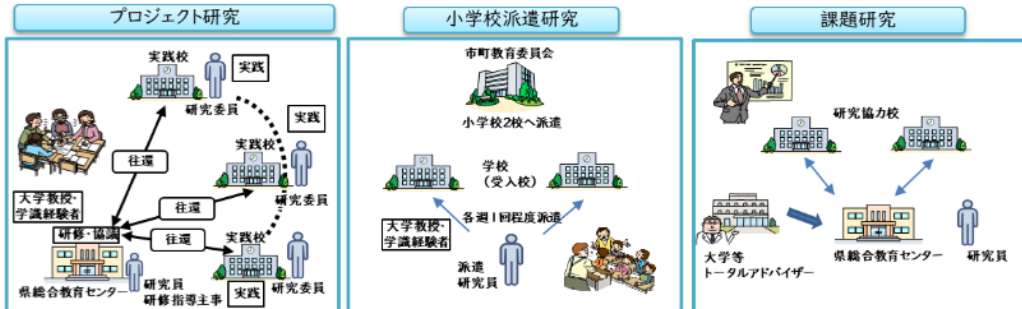 プロジェクト研究
実践校
実践
研究委員
実践
実践校
往還
研究委員
大学教授・
学識経験者
往還
研修・協議
往還
実践校
県総合教育センター
研究員
研修指導主事
実践
研究委員
小学校派遣研究
市町教育委員会
小学校2校へ派遣
学校
(受入校)
各週1回程度派遣
大学教授・
学識経験者
派遣
研究員
課題研究
研究協力校
大学等
トータルアドバイザー
県総合教育センター
研究員